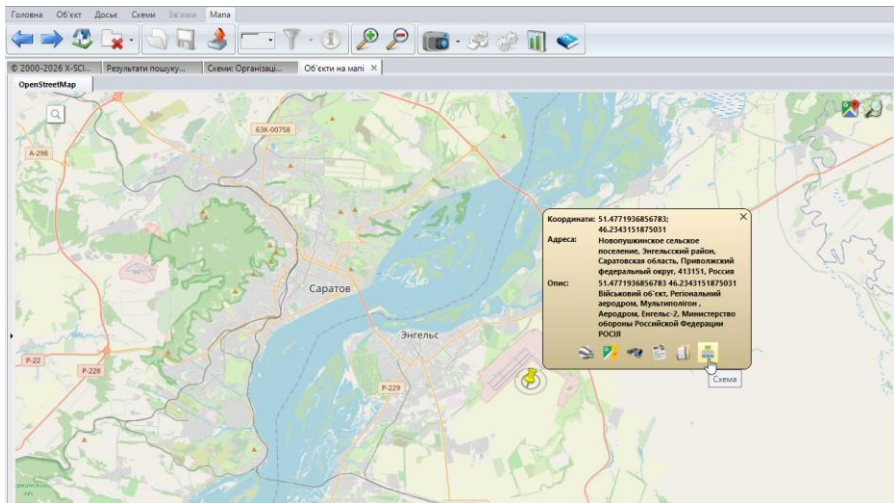 Головна Об'єкт Досьє Схеми Зв'язки Мапа
© 2000-2026 X-SCI... Результати пошуку... Схеми: Організаці... Об'єкти на мапі
OpenStreetMap
63К-00758
А-298
Координати: 51.4771936856783;
46.2343151875031
Адреса: Новопушкинское сельское
поселение, Энгельсский район,
Саратовская область, Приволжский
федеральный округ, 413151, Россия
Опис: 51.4771936856783 46.2343151875031
Військовий об'єкт, Регіональний
аеродром, Мультиполігон ,
Аеродром, Енгельс-2, Министерство
обороны Российской Федерации
РОСІЯ
Схема
Саратов
Энгельс
Р-22
Р-228
Р-229